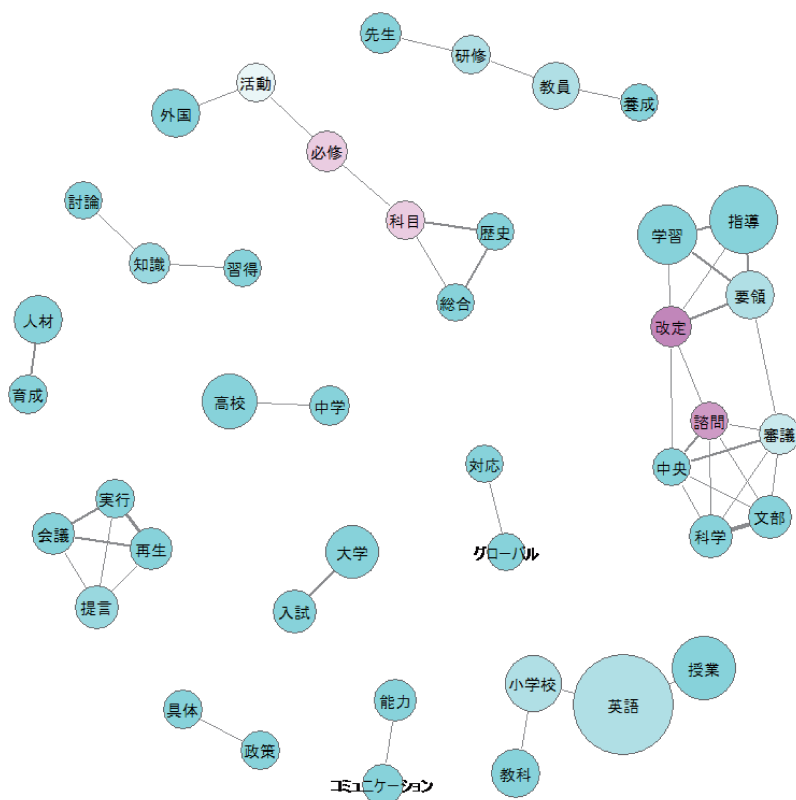 先生
研修
教員
養成
活動
外国
必修
科目
歴史
総合
討論
知識
習得
学習
指導
要領
改定
諮問
審議
中央
文部
科学
人材
育成
高校
中学
対応
グローバル
実行
会議
再生
提言
大学
入試
小学校
英語
授業
教科
具体
政策
能力
コミュニケーション